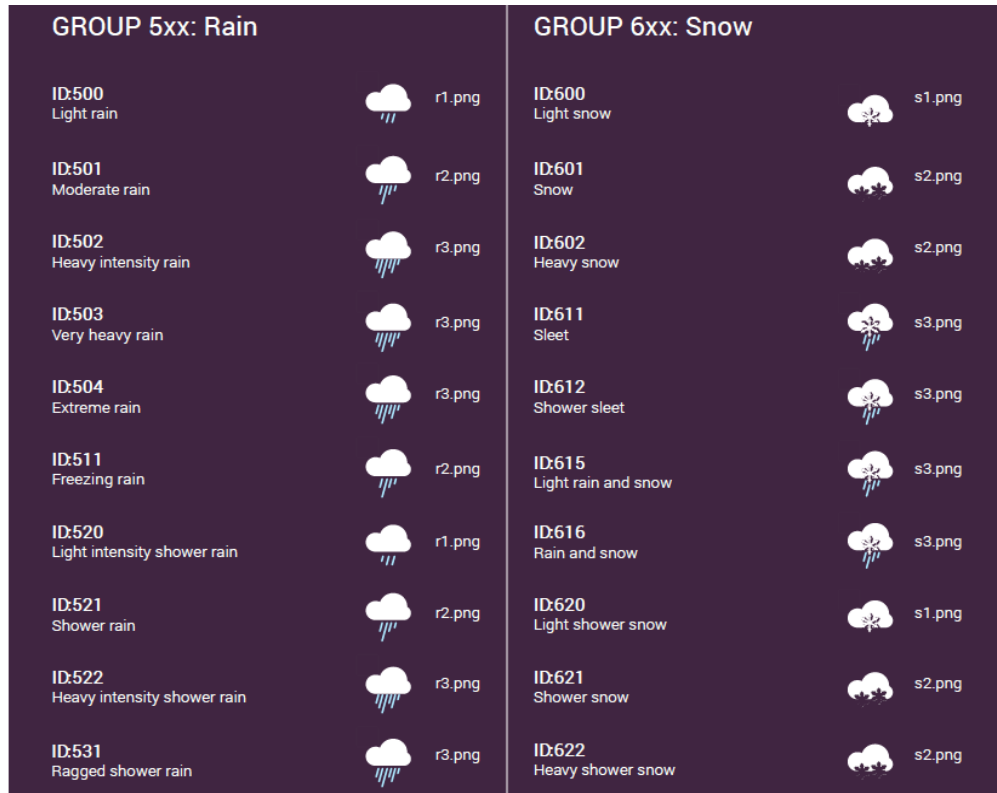 GROUP 5xx: Rain
ID:500
Light rain
r1.png
ID:501
Moderate rain
r2.png
ID:502
Heavy intensity rain
r3.png
ID:503
Very heavy rain
r3.png
ID:504
Extreme rain
r3.png
ID:511
Freezing rain
r2.png
ID:520
Light intensity shower rain
r1.png
ID:521
Shower rain
r2.png
ID:522
Heavy intensity shower rain
r3.png
ID:531
Ragged shower rain
r3.png
GROUP 6xx: Snow
ID:600
Light snow
s1.png
ID:601
Snow
s2.png
ID:602
Heavy snow
s2.png
ID:611
Sleet
s3.png
ID:612
Shower sleet
s3.png
ID:615
Light rain and snow
s3.png
ID:616
Rain and snow
s3.png
ID:620
Light shower snow
s1.png
ID:621
Shower snow
s2.png
ID:622
Heavy shower snow
s2.png